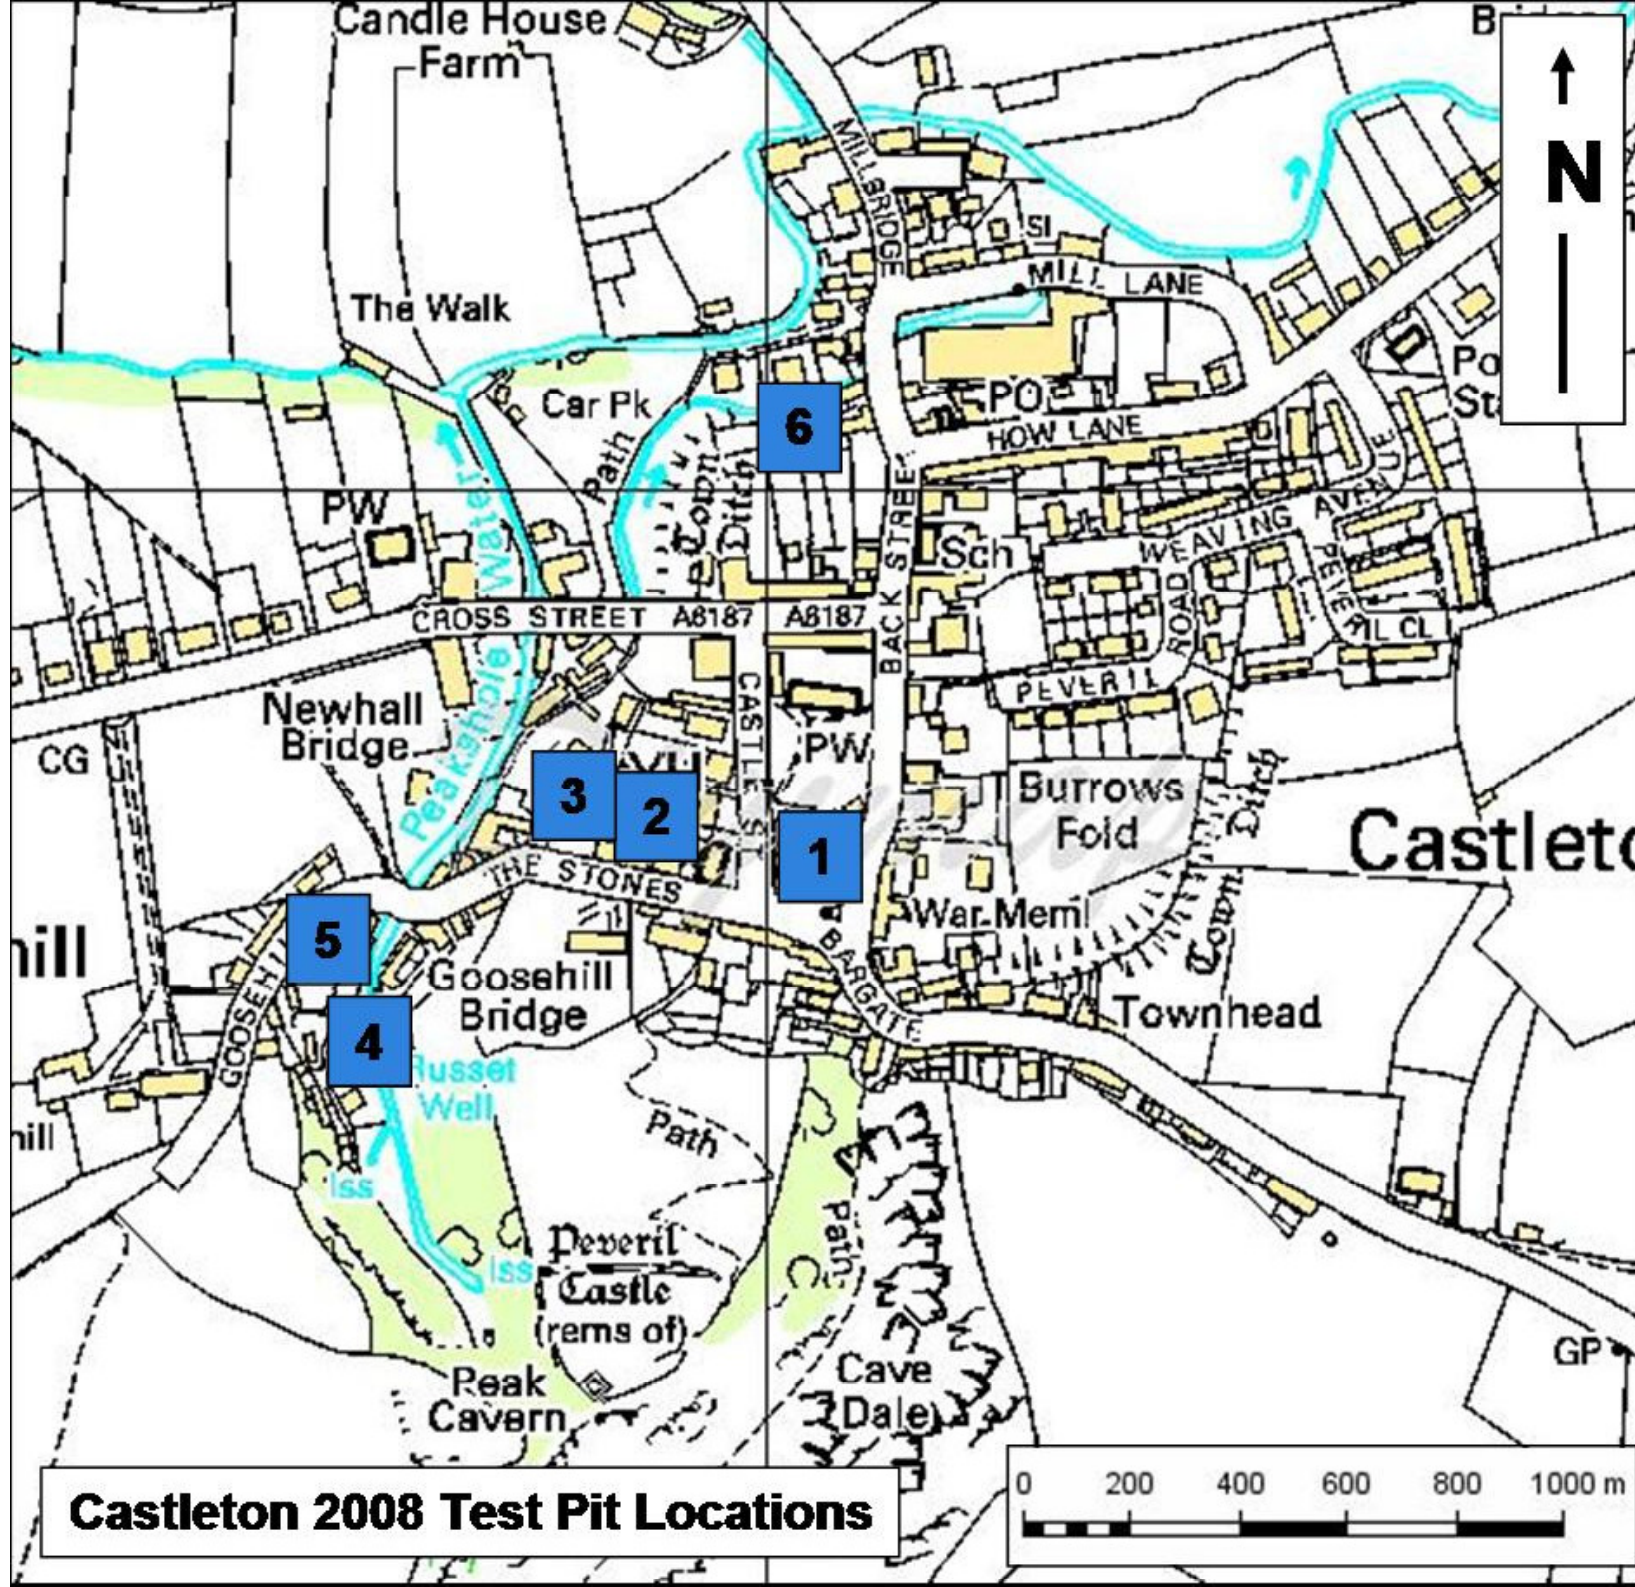 Candle House
Farm
N
MILLBRIDGE
SI
MILL LANE
The Walk
Car Pk
Path
PO
HOW LANE
6
Town
Ditch
PW
Peakshole Water
BACK STREET
Sch
WEAVING AVENUE
CROSS STREET A6187 A6187
ROAD
PEVERIL CL
PEVERIL
CASTLE ST
Newhall
Bridge
PW
CG
3
2
1
Burrows
Fold
Town Ditch
Castleto
THE STONES
War Meml
5
hill
Goosehill
Bridge
BARGATE
Townhead
GOOSEHILL
4
Russet
Well
hill
Path
Iss
Path
Peveril
Castle
(rems of)
Iss
GP
Peak
Cavern
Cave
Dale
0 200 400 600 800 1000 m
Castleton 2008 Test Pit Locations